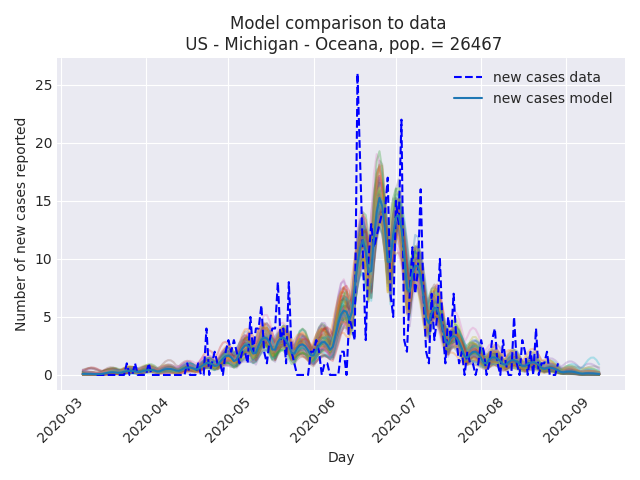 Model comparison to data
US - Michigan - Oceana, pop. = 26467
new cases data
new cases model
Number of new cases reported
25
20
15
10
5
0
2020-03
2020-04
2020-05
2020-06
2020-07
2020-08
2020-09
Day